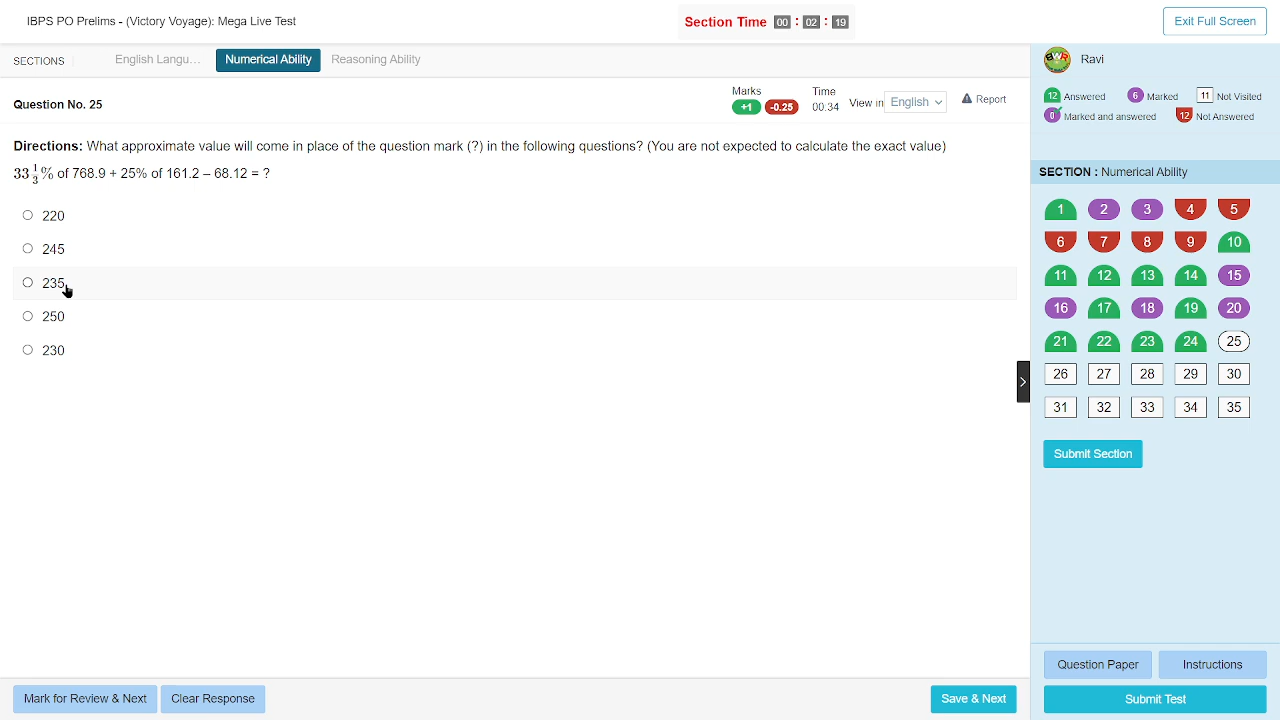 IBPS PO Prelims - (Victory Voyage): Mega Live Test
Section Time 00 : 02 : 19
Exit Full Screen
SECTIONS
English Langu...
Numerical Ability
Reasoning Ability
Ravi
Question No. 25
Marks
+1 -0.25
Time
00.34
View in English
Report
12 Answered
6 Marked
11 Not Visited
0 Marked and answered
12 Not Answered
Directions: What approximate value will come in place of the question mark (?) in the following questions? (You are not expected to calculate the exact value)
33 1/3% of 768.9 + 25% of 161.2 – 68.12 = ?
220
245
235
250
230
SECTION : Numerical Ability
1 2 3 4 5
6 7 8 9 10
11 12 13 14 15
16 17 18 19 20
21 22 23 24 25
26 27 28 29 30
31 32 33 34 35
Submit Section
Question Paper
Instructions
Mark for Review & Next
Clear Response
Save & Next
Submit Test